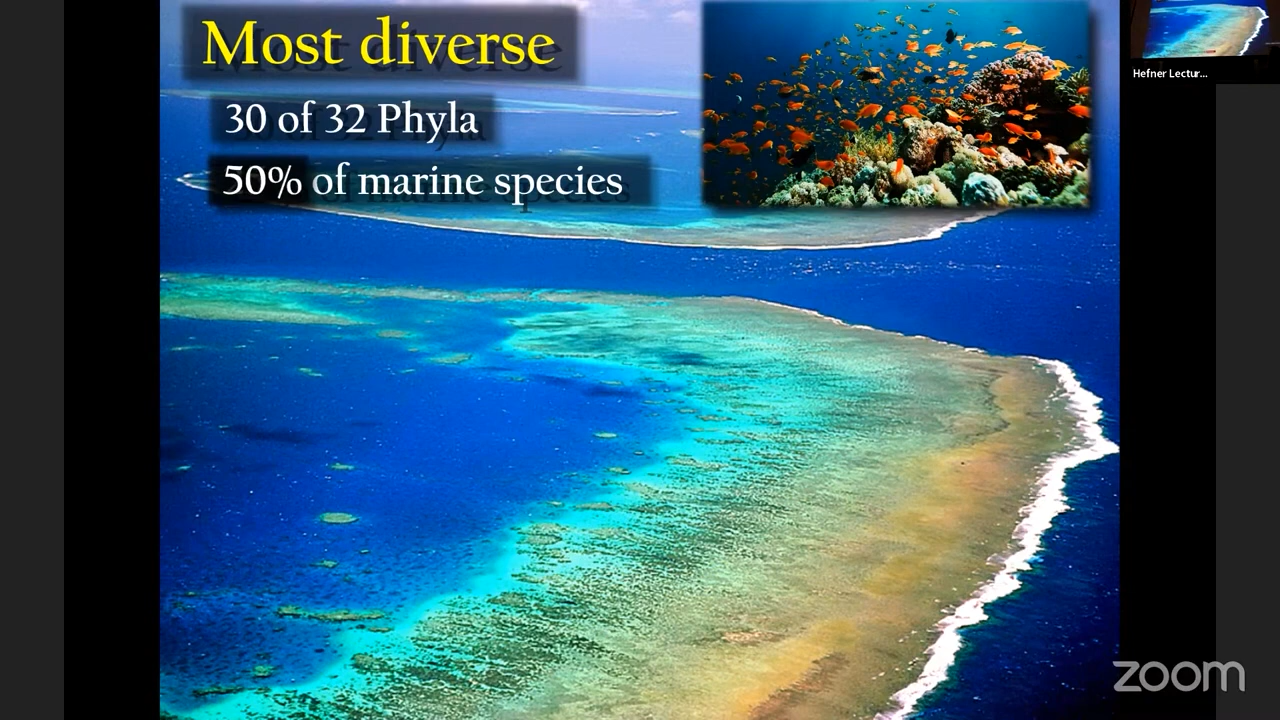 Most diverse
30 of 32 Phyla
50% of marine species
Hefner Lectur...
zoom